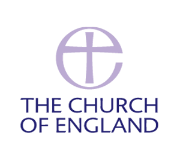 THE CHURCH
OF ENGLAND